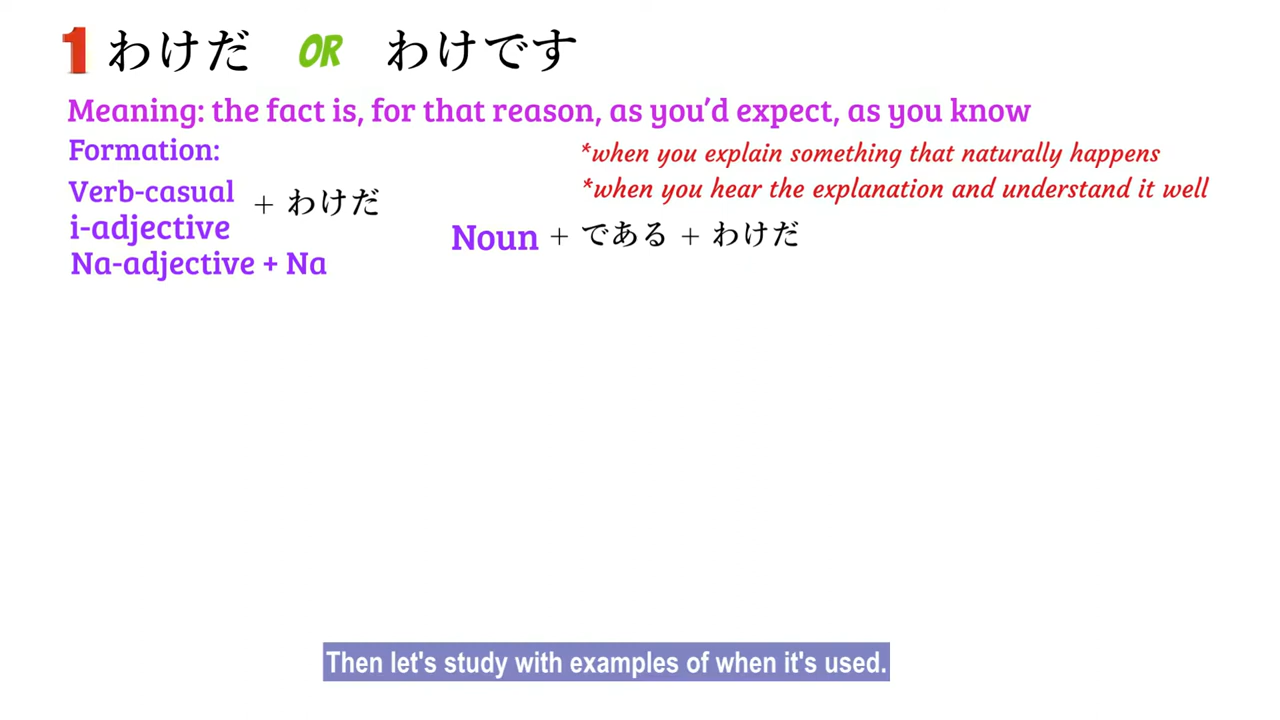 1 わけだ OR わけです
Meaning: the fact is, for that reason, as you'd expect, as you know
Formation:
*when you explain something that naturally happens
*when you hear the explanation and understand it well
Verb-casual
i-adjective
Na-adjective + Na
+ わけだ
Noun + である + わけだ
Then let's study with examples of when it's used.